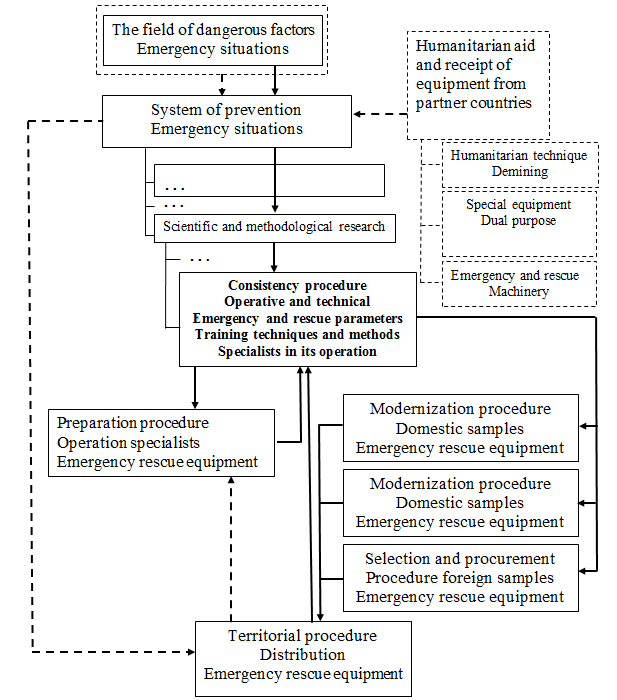 The field of dangerous factors
Emergency situations
Humanitarian aid
and receipt of
equipment from
partner countries
System of prevention
Emergency situations
Humanitarian technique
Demining
. . .
. . .
Special equipment
Dual purpose
Scientific and methodological research
. . .
Emergency and rescue
Machinery
Consistency procedure
Operative and technical
Emergency and rescue parameters
Training techniques and methods
Specialists in its operation
Preparation procedure
Operation specialists
Emergency rescue equipment
Modernization procedure
Domestic samples
Emergency rescue equipment
Modernization procedure
Domestic samples
Emergency rescue equipment
Selection and procurement
Procedure foreign samples
Emergency rescue equipment
Territorial procedure
Distribution
Emergency rescue equipment